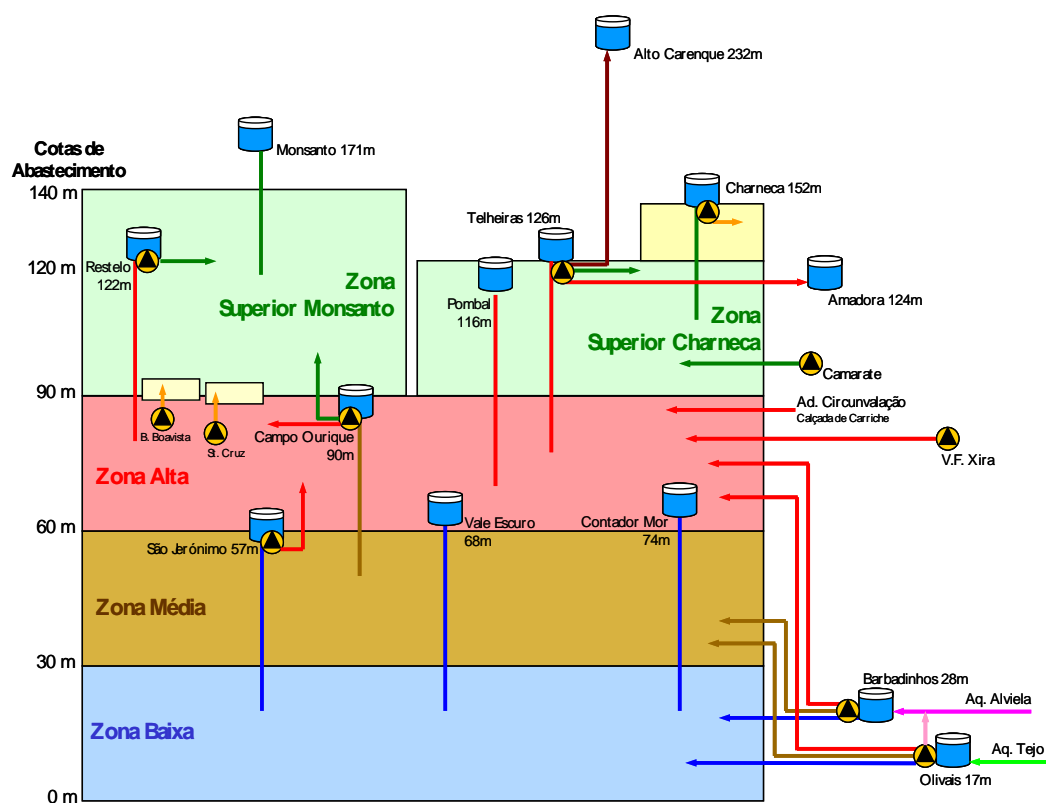 Alto Carenque 232m
Cotas de
Abastecimento
Monsanto 171m
140 m
Charneca 152m
Telheiras 126m
Restelo
122m
120 m
Zona
Superior Monsanto
Pombal
116m
Amadora 124m
Zona
Superior Charneca
Camarate
90 m
Ad. Circunvalação
Calçada de Carriche
B. Boavista
St. Cruz
Campo Ourique
90m
V.F. Xira
Zona Alta
Vale Escuro
68m
Contador Mor
74m
60 m
São Jerónimo 57m
Zona Média
30 m
Barbadinhos 28m
Aq. Alviela
Zona Baixa
Aq. Tejo
Olivais 17m
0 m